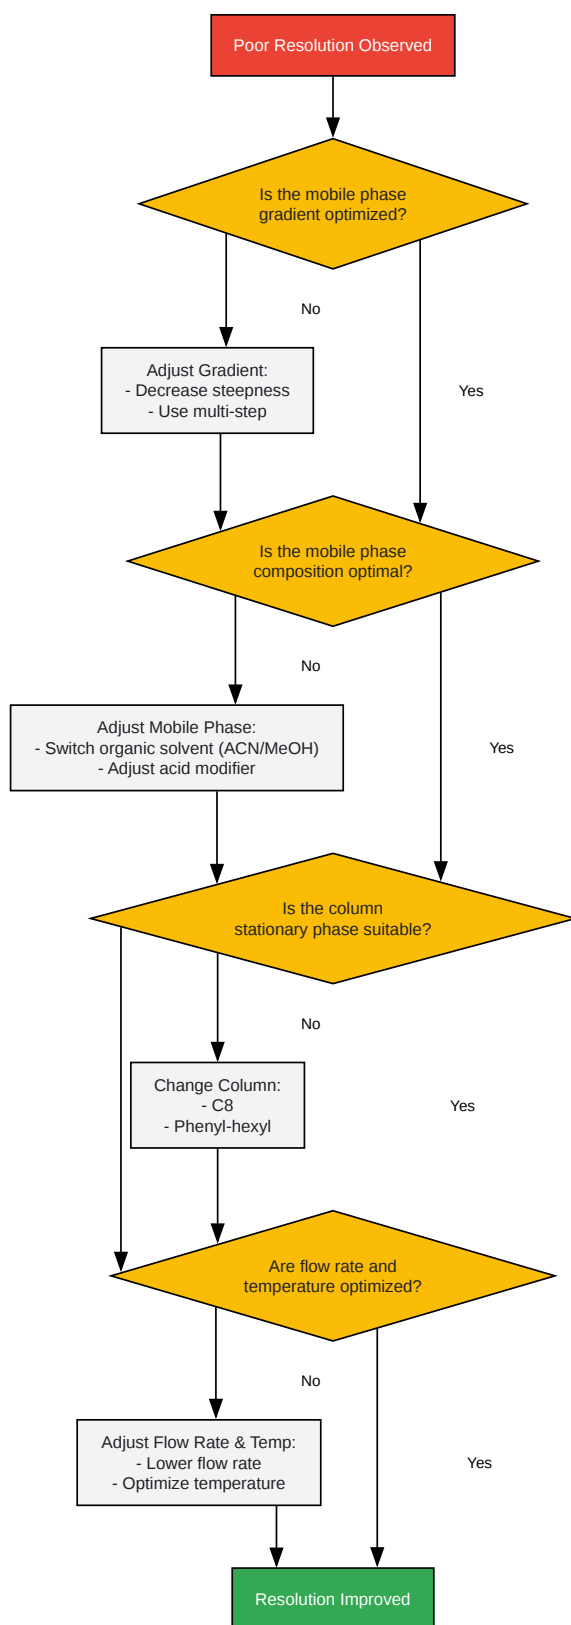 Poor Resolution Observed
Is the mobile phase
gradient optimized?
No
Adjust Gradient:
- Decrease steepness
- Use multi-step
Yes
Is the mobile phase
composition optimal?
No
Adjust Mobile Phase:
- Switch organic solvent (ACN/MeOH)
- Adjust acid modifier
Yes
Is the column
stationary phase suitable?
No
Change Column:
- C8
- Phenyl-hexyl
Yes
Are flow rate and
temperature optimized?
No
Adjust Flow Rate & Temp:
- Lower flow rate
- Optimize temperature
Yes
Resolution Improved